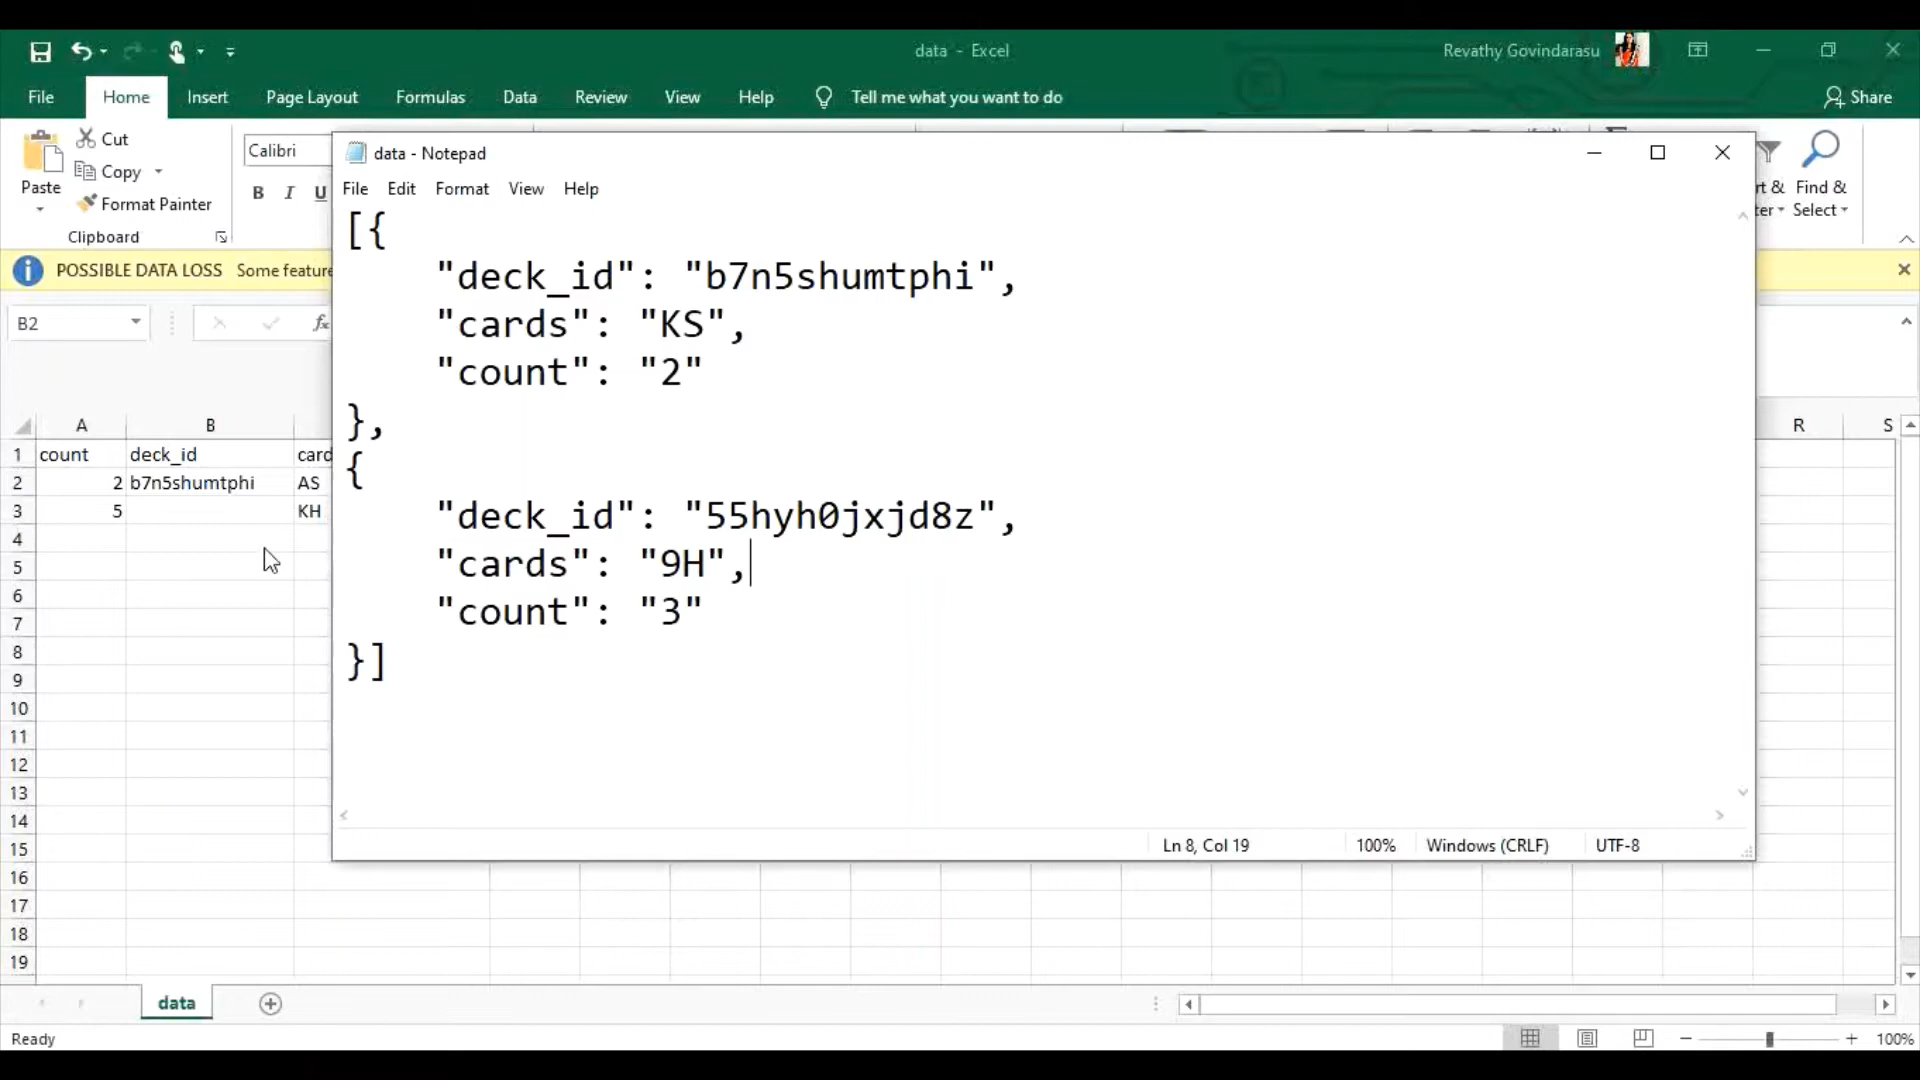 data - Excel
Revathy Govindarasu
File Home Insert Page Layout Formulas Data Review View Help Tell me what you want to do Share
Paste
Cut
Copy
Format Painter
Clipboard
Calibri
B I U
Find &
Select
POSSIBLE DATA LOSS Some feature
B2
fx
data - Notepad
File Edit Format View Help
[{
"deck_id": "b7n5shumtphi",
"cards": "KS",
"count": "2"
},
{
"deck_id": "55hyh0jxjd8z",
"cards": "9H",
"count": "3"
}]
Ln 8, Col 19 100% Windows (CRLF) UTF-8
A B R S
1 count deck_id card
2 2 b7n5shumtphi AS
3 5 KH
4
5
6
7
8
9
10
11
12
13
14
15
16
17
18
19
data
Ready 100%